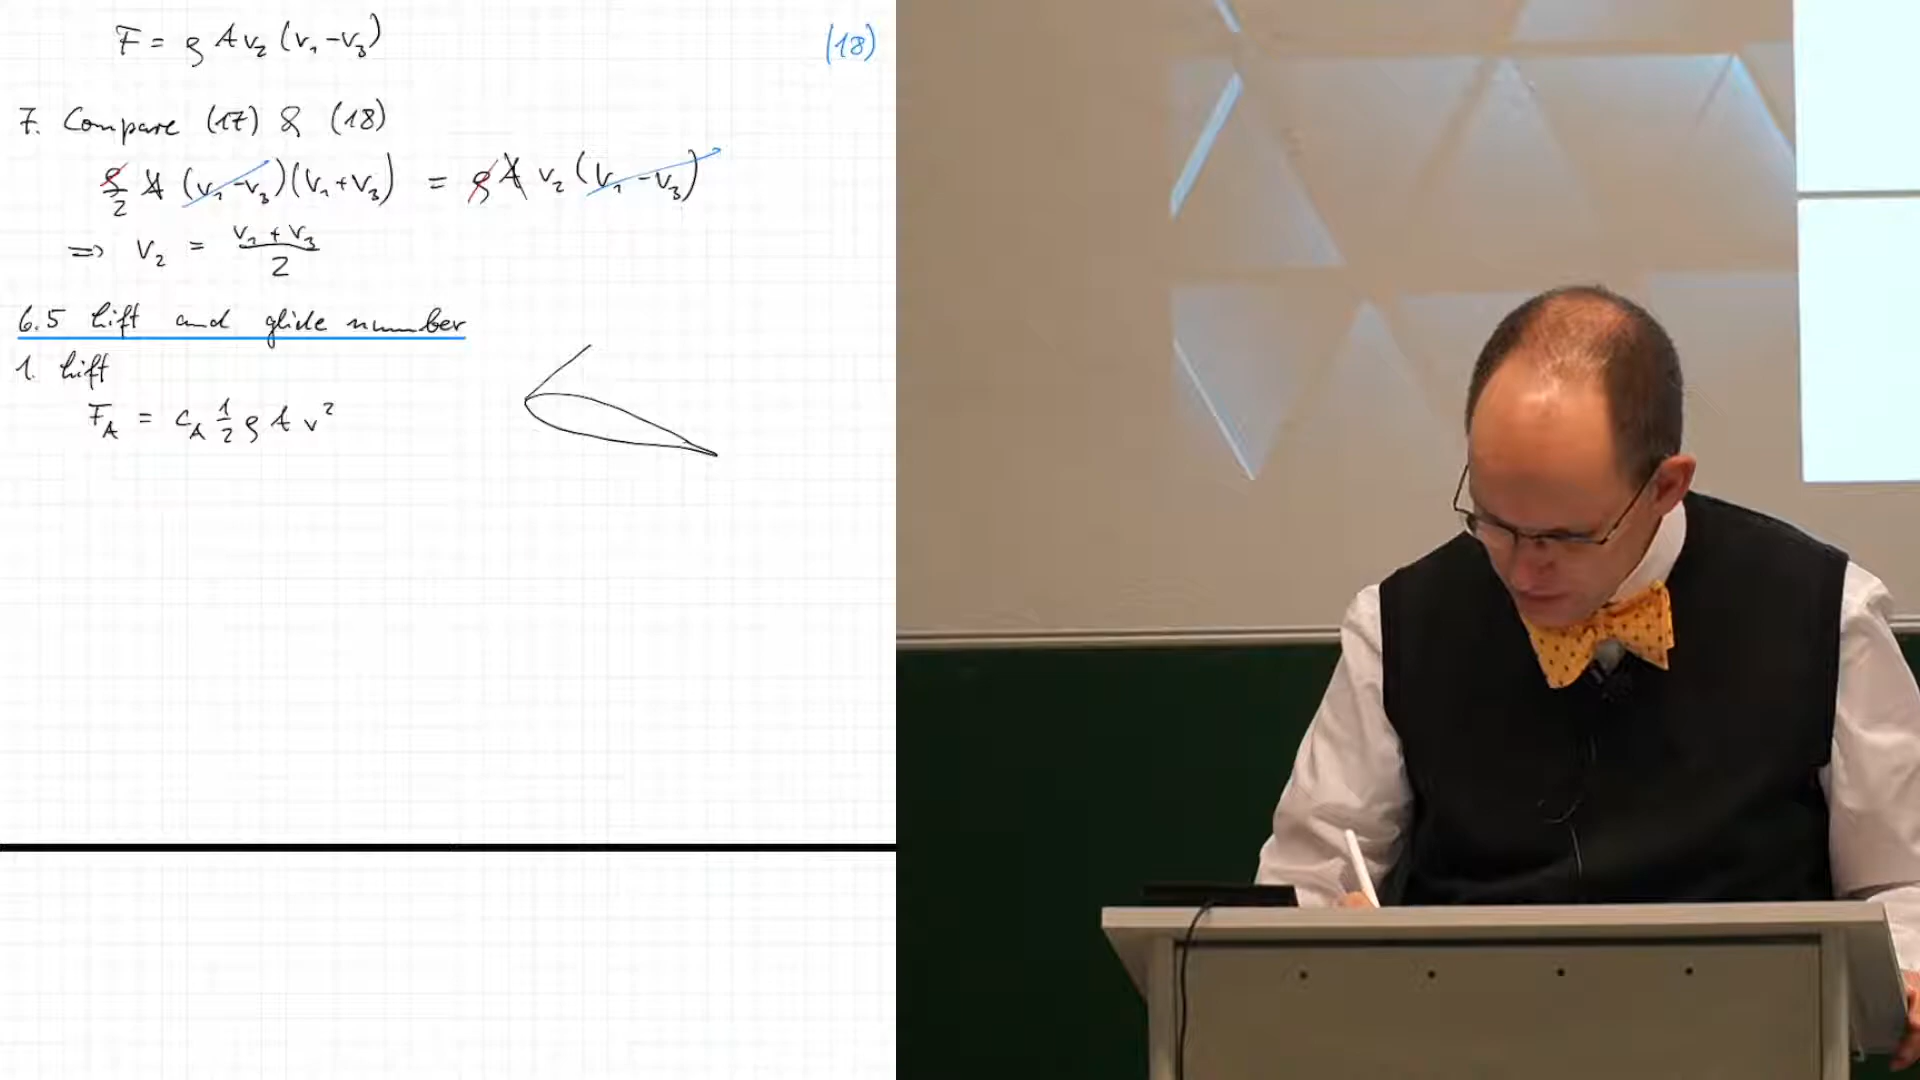 F = ρ A v₂ (v₁ - v₃) (18)
7. Compare (17) & (18)
ρ/2 A (v₁ - v₃)(v₁ + v₃) = ρ A v₂ (v₁ - v₃)
⇒ v₂ = (v₁ + v₃)/2
6.5 Lift and glide number
1. Lift
F_A = c_A 1/2 ρ A v²